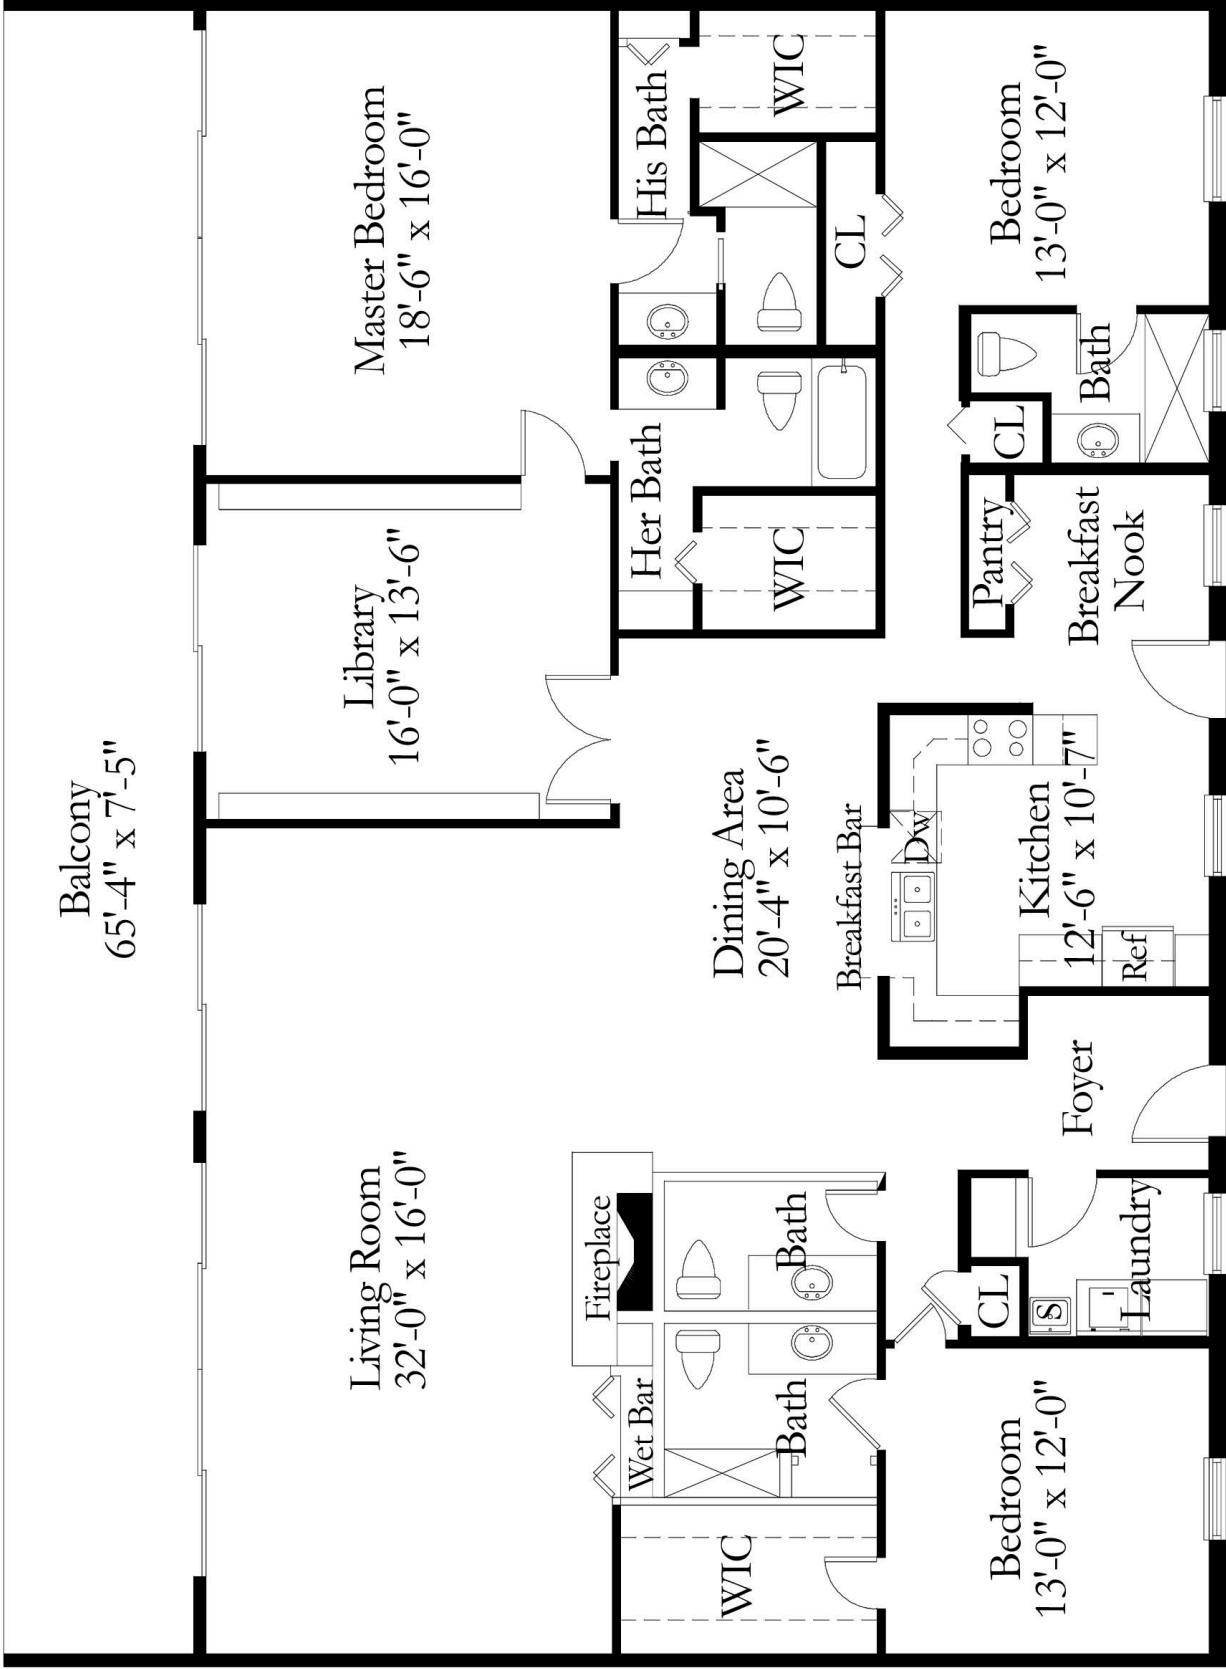 Balcony
65'-4" x 7'-5"
Living Room
32'-0" x 16'-0"
Library
16'-0" x 13'-6"
Master Bedroom
18'-6" x 16'-0"
Fireplace
Wet Bar
WIC
Bath
Bath
Dining Area
20'-4" x 10'-6"
Breakfast Bar
Her Bath
WIC
His Bath
WIC
CL
Bedroom
13'-0" x 12'-0"
CL
S
Laundry
Foyer
Dw
Kitchen
12'-6" x 10'-7"
Ref
Pantry
Breakfast
Nook
CL
Bath
Bedroom
13'-0" x 12'-0"